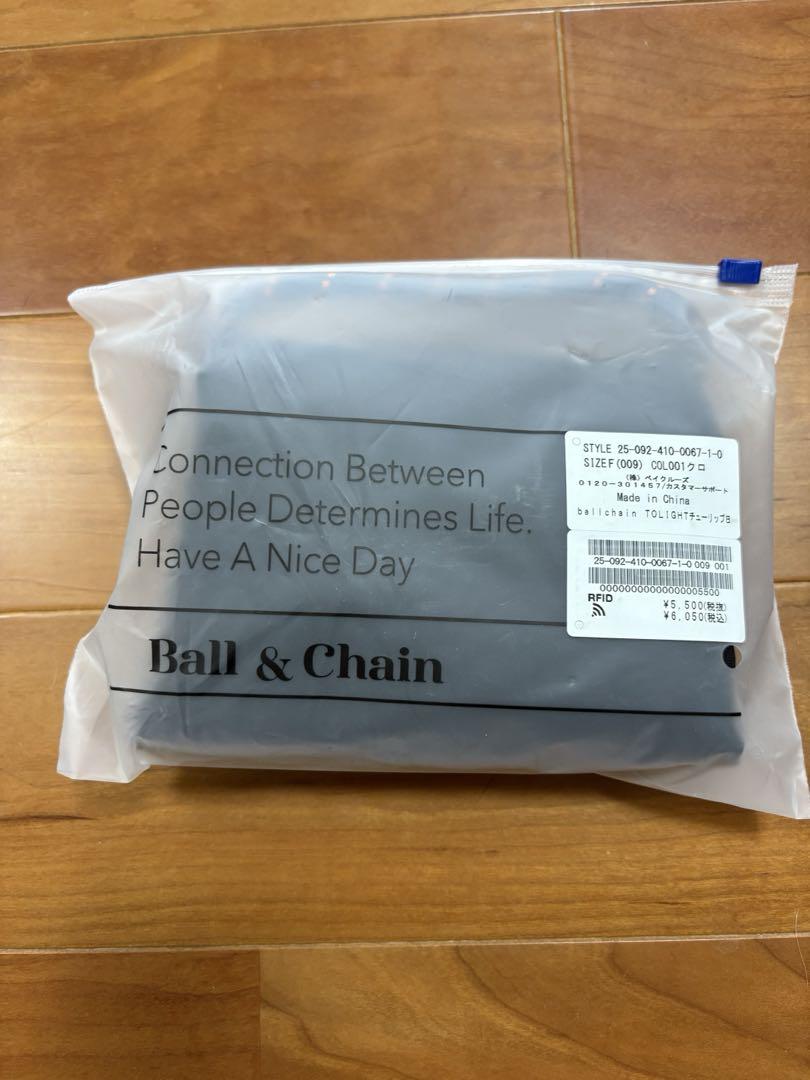 Connection Between
People Determines Life.
Have A Nice Day
Ball & Chain
STYLE 25-092-410-0067-1-0
SIZEF(009) COL001クロ
(株)ベイクルーズ
0120-301457/カスタマーサポート
Made in China
ballchain TOLIGHTチューリップB
25-092-410-0067-1-0 009 001
00000000000000005500
RFID
¥5,500(税抜)
¥6,050(税込)